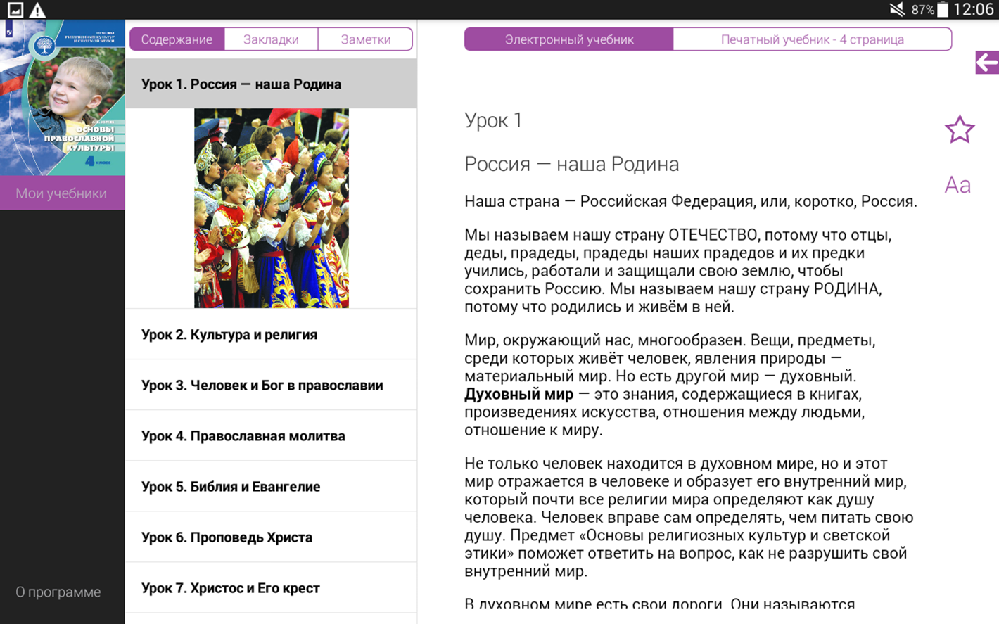 87%
12:06
ОСНОВЫ
РЕЛИГИОЗНЫХ КУЛЬТУР
И СВЕТСКОЙ ЭТИКИ
ОСНОВЫ
ПРАВОСЛАВНОЙ
КУЛЬТУРЫ
4 класс
Мои учебники
О программе
Содержание
Закладки
Заметки
Урок 1. Россия — наша Родина
Урок 2. Культура и религия
Урок 3. Человек и Бог в православии
Урок 4. Православная молитва
Урок 5. Библия и Евангелие
Урок 6. Проповедь Христа
Урок 7. Христос и Его крест
Электронный учебник
Печатный учебник - 4 страница
Урок 1
Aa
Россия — наша Родина
Наша страна — Российская Федерация, или, коротко, Россия.
Мы называем нашу страну ОТЕЧЕСТВО, потому что отцы,
деды, прадеды, прадеды наших прадедов и их предки
учились, работали и защищали свою землю, чтобы
сохранить Россию. Мы называем нашу страну РОДИНА,
потому что родились и живём в ней.
Мир, окружающий нас, многообразен. Вещи, предметы,
среди которых живёт человек, явления природы —
материальный мир. Но есть другой мир — духовный.
Духовный мир — это знания, содержащиеся в книгах,
произведениях искусства, отношения между людьми,
отношение к миру.
Не только человек находится в духовном мире, но и этот
мир отражается в человеке и образует его внутренний мир,
который почти все религии мира определяют как душу
человека. Человек вправе сам определять, чем питать свою
душу. Предмет «Основы религиозных культур и светской
этики» поможет ответить на вопрос, как не разрушить свой
внутренний мир.
В духовном мире есть свои дороги. Они называются